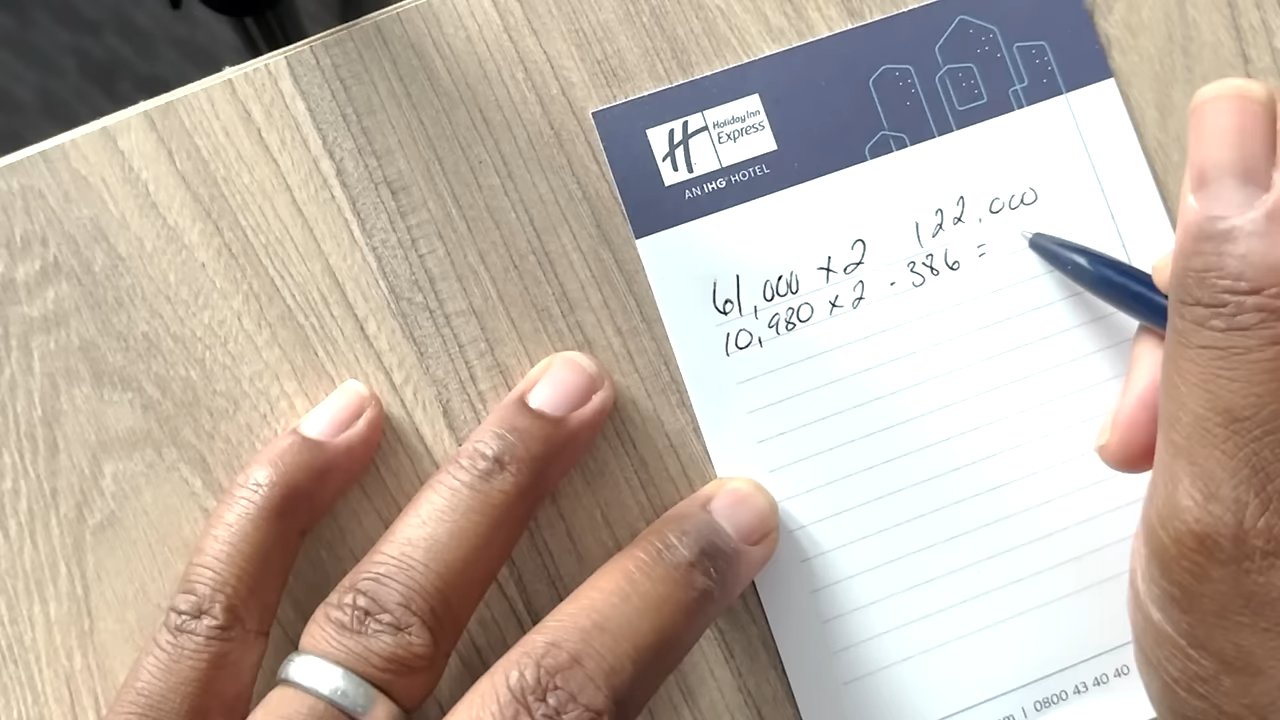 Holiday Inn
Express
AN IHG® HOTEL
61,000 x 2 122,000
10,980 x 2 - 386 =
m | 0800 43 40 40